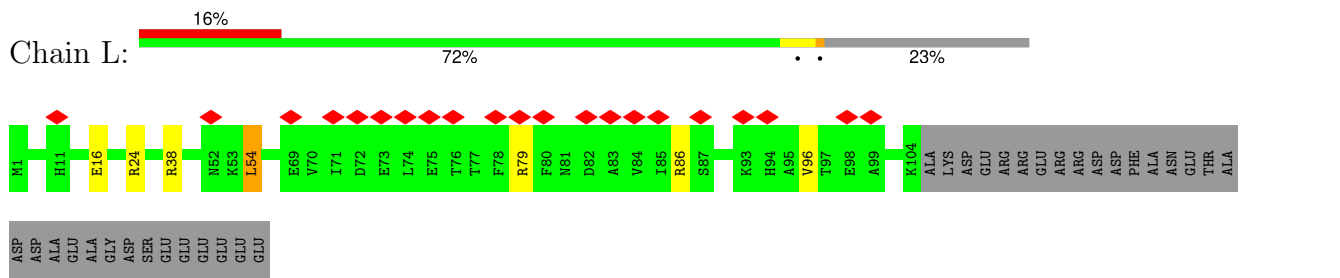 16%
Chain L:
72% • • 23%
M1 H11 E16 R24 R38 N52 K53 L54 E69 V70 I71 D72 E73 L74 E75 T76 T77 F78 R79 F80 N81 D82 A83 V84 I85 R86 S87 K93 H94 A95 V96 T97 E98 A99 K104 ALA LYS ASP GLU ARG ARG GLU ARG ARG ASP ASP PHE ALA ASN GLU THR ALA
ASP ASP ALA GLU ALA GLY ASP SER GLU GLU GLU GLU GLU GLU